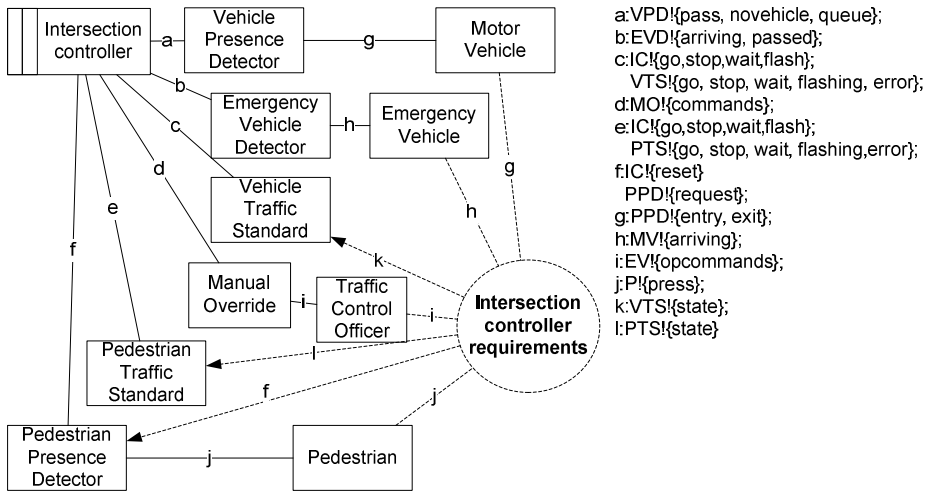 Intersection
controller
a
Vehicle
Presence
Detector
g
Motor
Vehicle
b
Emergency
Vehicle
Detector
h
Emergency
Vehicle
g
c
Vehicle
Traffic
Standard
h
d
k
e
Manual
Override
i
Traffic
Control
Officer
i
Intersection
controller
requirements
f
Pedestrian
Traffic
Standard
l
f
j
Pedestrian
Presence
Detector
j
Pedestrian
a:VPD!{pass, novehicle, queue};
b:EVD!{arriving, passed};
c:IC!{go,stop,wait,flash};
VTS!{go, stop, wait, flashing, error};
d:MO!{commands};
e:IC!{go,stop,wait,flash};
PTS!{go, stop, wait, flashing,error};
f:IC!{reset}
PPD!{request};
g:PPD!{entry, exit};
h:MV!{arriving};
i:EV!{opcommands};
j:P!{press};
k:VTS!{state};
l:PTS!{state}